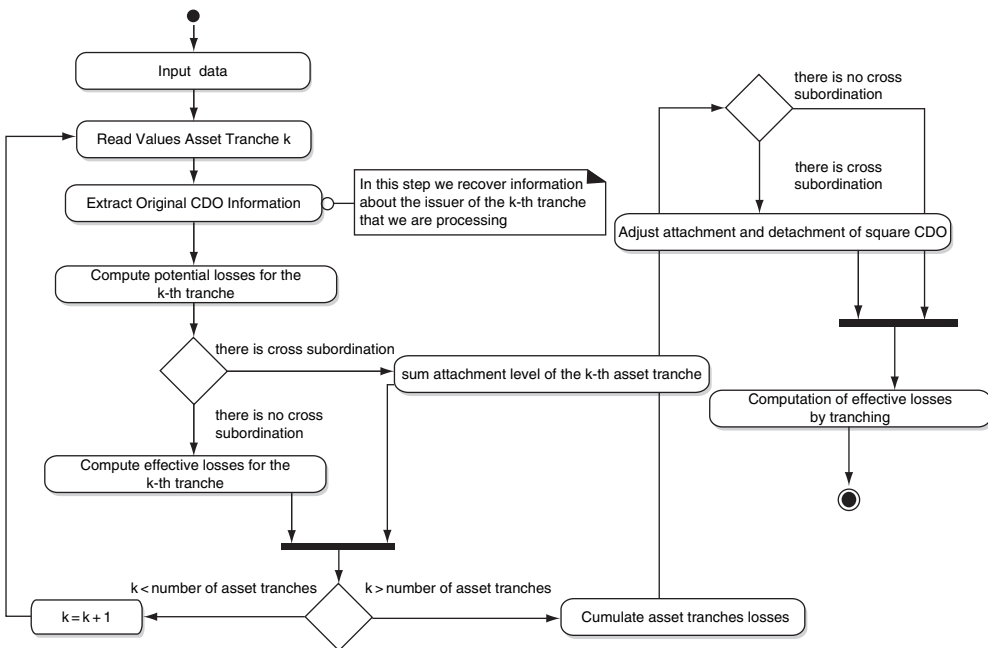 Input data
Read Values Asset Tranche k
Extract Original CDO Information
In this step we recover information
about the issuer of the k-th tranche
that we are processing
Compute potential losses for the
k-th tranche
there is cross subordination
sum attachment level of the k-th asset tranche
there is no cross
subordination
Compute effective losses for the
k-th tranche
k < number of asset tranches
k > number of asset tranches
k = k + 1
Cumulate asset tranches losses
there is no cross
subordination
there is cross
subordination
Adjust attachment and detachment of square CDO
Computation of effective losses
by tranching